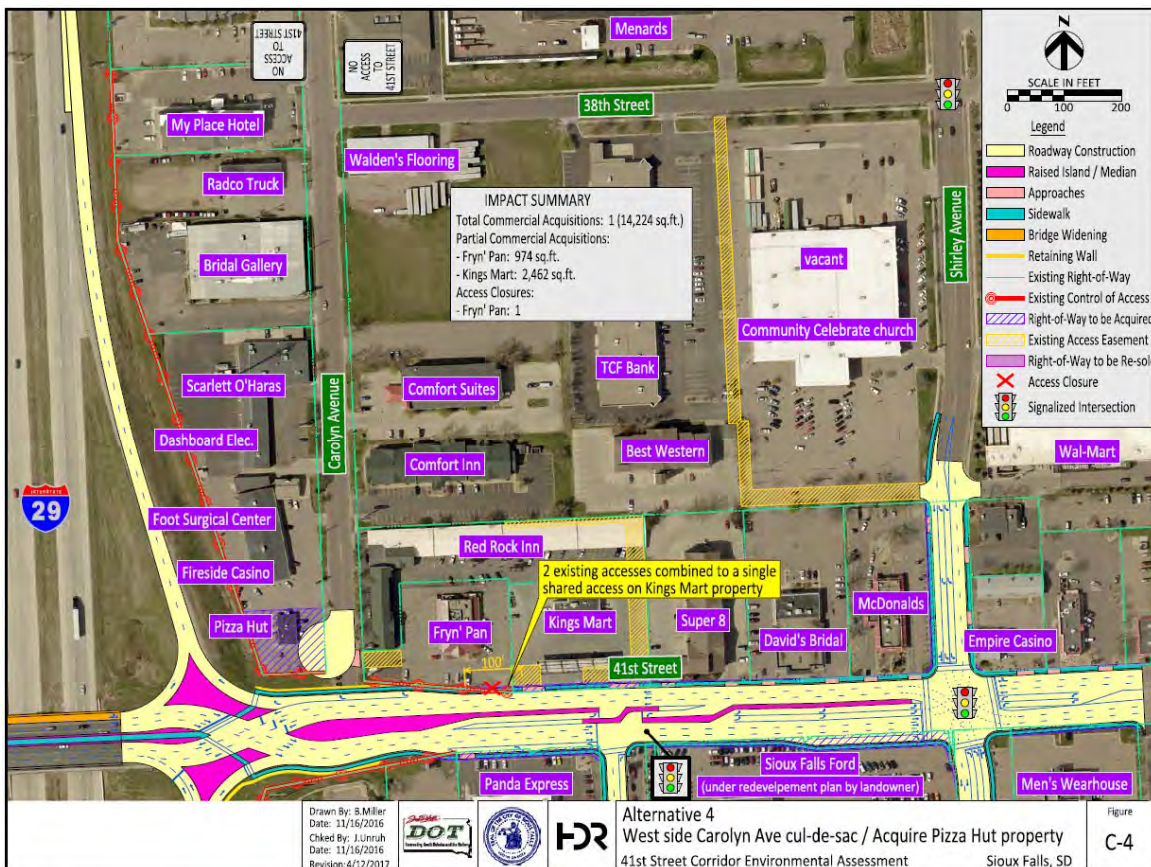 Menards
NO
ACCESS
TO
41ST STREET
NO
ACCESS
TO
41ST STREET
38th Street
My Place Hotel
Walden's Flooring
Radco Truck
Bridal Gallery
IMPACT SUMMARY
Total Commercial Acquisitions: 1 (14,224 sq.ft.)
Partial Commercial Acquisitions:
- Fryn' Pan: 974 sq.ft.
- Kings Mart: 2,462 sq.ft.
Access Closures:
- Fryn' Pan: 1
vacant
Shirley Avenue
Community Celebrate church
Scarlett O'Haras
Comfort Suites
TCF Bank
Carolyn Avenue
Dashboard Elec.
Comfort Inn
Best Western
Wal-Mart
INTERSTATE
29
Foot Surgical Center
Red Rock Inn
Fireside Casino
2 existing accesses combined to a single
shared access on Kings Mart property
Pizza Hut
Fryn' Pan
Kings Mart
Super 8
David's Bridal
McDonalds
Empire Casino
100'
41st Street
Panda Express
Sioux Falls Ford
(under redevelepment plan by landowner)
Men's Wearhouse
N
SCALE IN FEET
0 100 200
Legend
Roadway Construction
Raised Island / Median
Approaches
Sidewalk
Bridge Widening
Retaining Wall
Existing Right-of-Way
Existing Control of Access
Right-of-Way to be Acquired
Existing Access Easement
Right-of-Way to be Re-sol
Access Closure
Signalized Intersection
Drawn By: B.Miller
Date: 11/16/2016
Chked By: J.Unruh
Date: 11/16/2016
Revision: 4/12/2017
South Dakota
DOT
HDR
Alternative 4
West side Carolyn Ave cul-de-sac / Acquire Pizza Hut property
41st Street Corridor Environmental Assessment Sioux Falls, SD
Figure
C-4